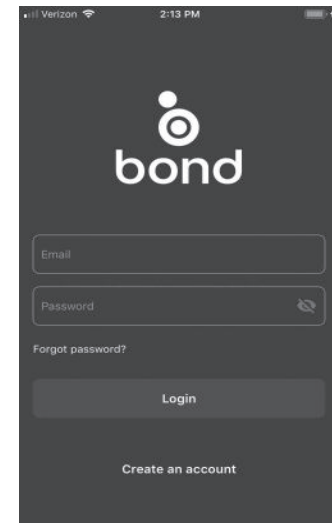 Verizon 2:13 PM
bond
Email
Password
Forgot password?
Login
Create an account